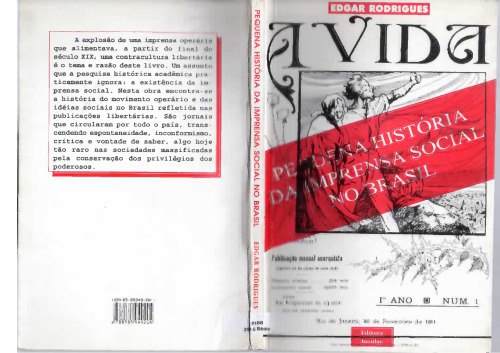 A explosão de uma imprensa operária
que alimentava, a partir do final do
século XIX, uma contracultura libertária
é o tema e razão deste livro. Um assunto
que a pesquisa histórica acadêmica pra-
ticamente ignora: a existência da im-
prensa social. Nesta obra encontra-se
a história do movimento operário e das
idéias sociais no Brasil refletida nas
publicações libertárias. São jornais
que circularam por todo o país, trans-
cendendo espontaneidade, inconformismo,
crítica e vontade de saber, algo hoje
tão raro nas sociedades massificadas
pela conservação dos privilégios dos
poderosos.
PEQUENA HISTÓRIA DA IMPRENSA SOCIAL NO BRASIL
EDGAR RODRIGUES
EDGAR RODRIGUES
A VIDA
PEQUENA HISTÓRIA
DA IMPRENSA SOCIAL
NO BRASIL
Publicação mensal anarquista
1º ANO
NUM. 1
Rio de Janeiro, de Novembro de
Editora
Insular